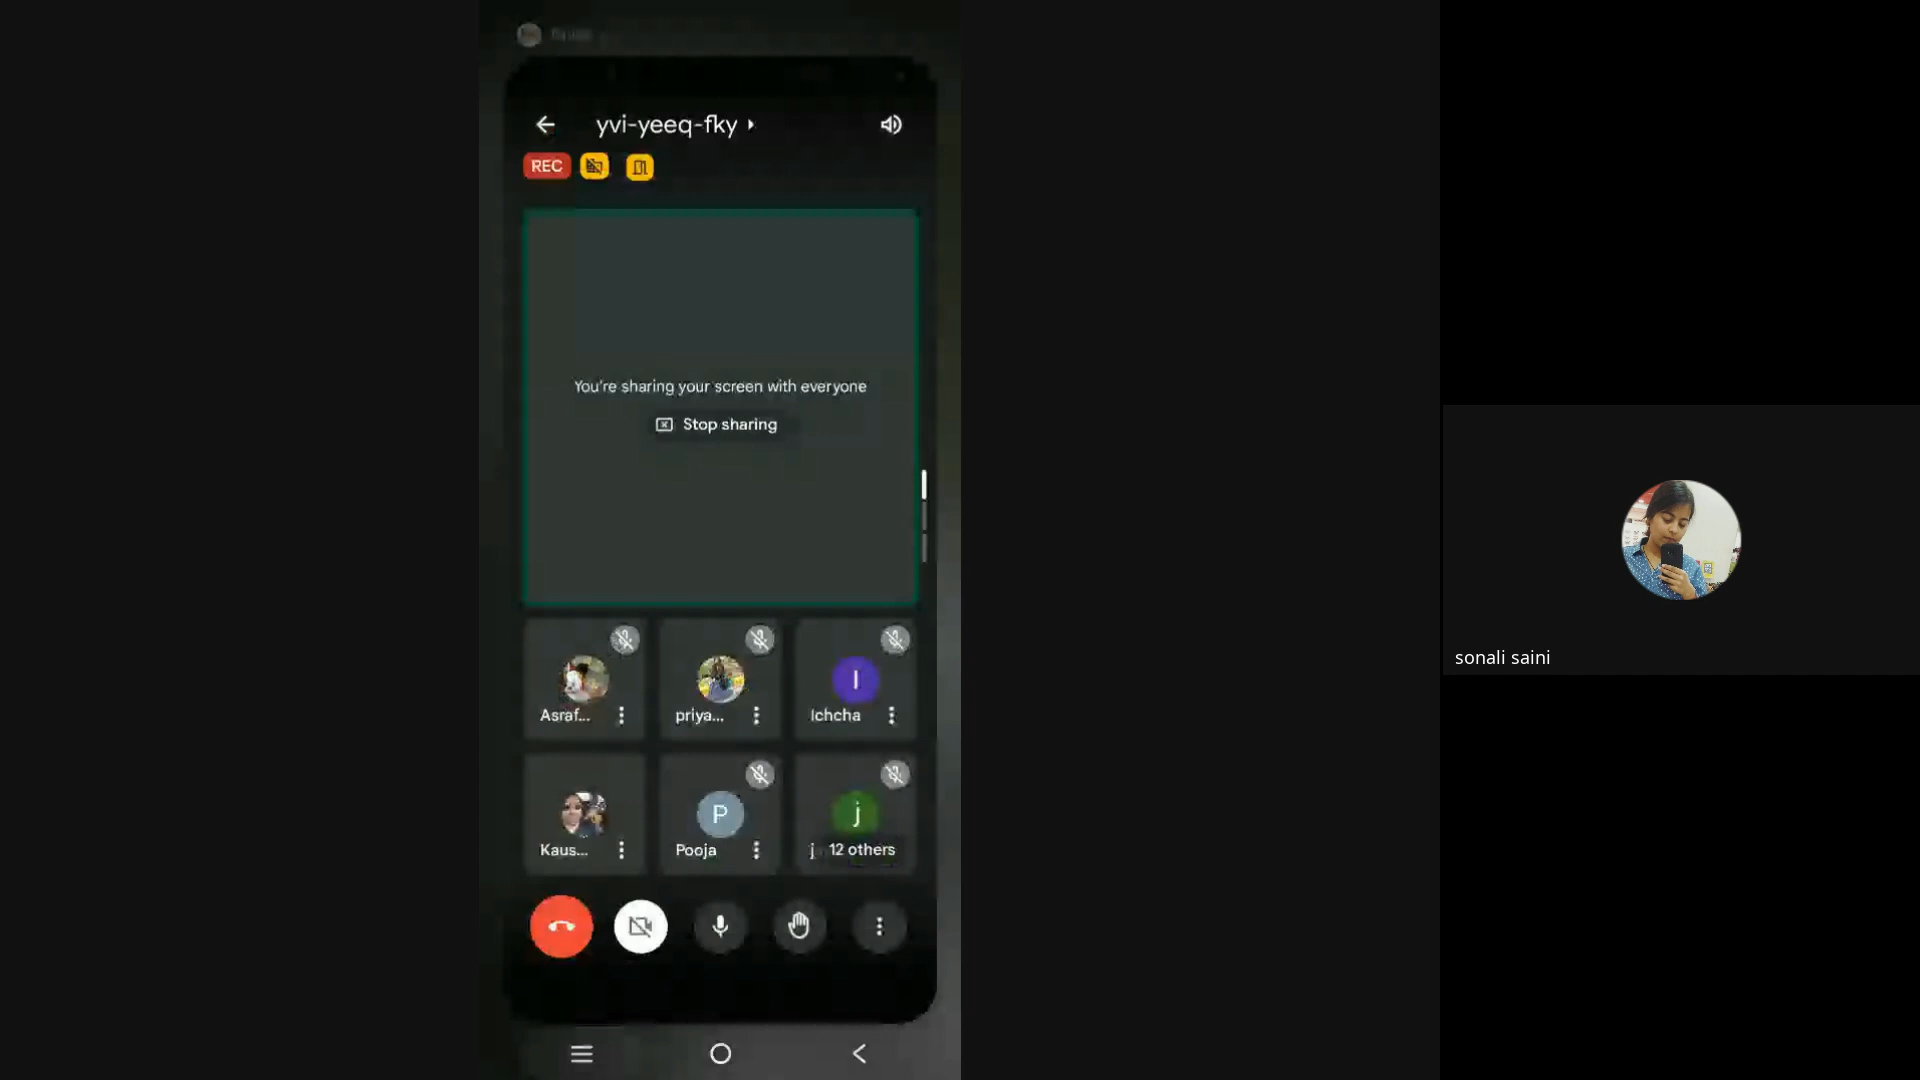 yvi-yeeq-fky
REC
You're sharing your screen with everyone
Stop sharing
Asraf...
priya...
I
Ichcha
Kaus...
P
Pooja
j
j 12 others
sonali saini